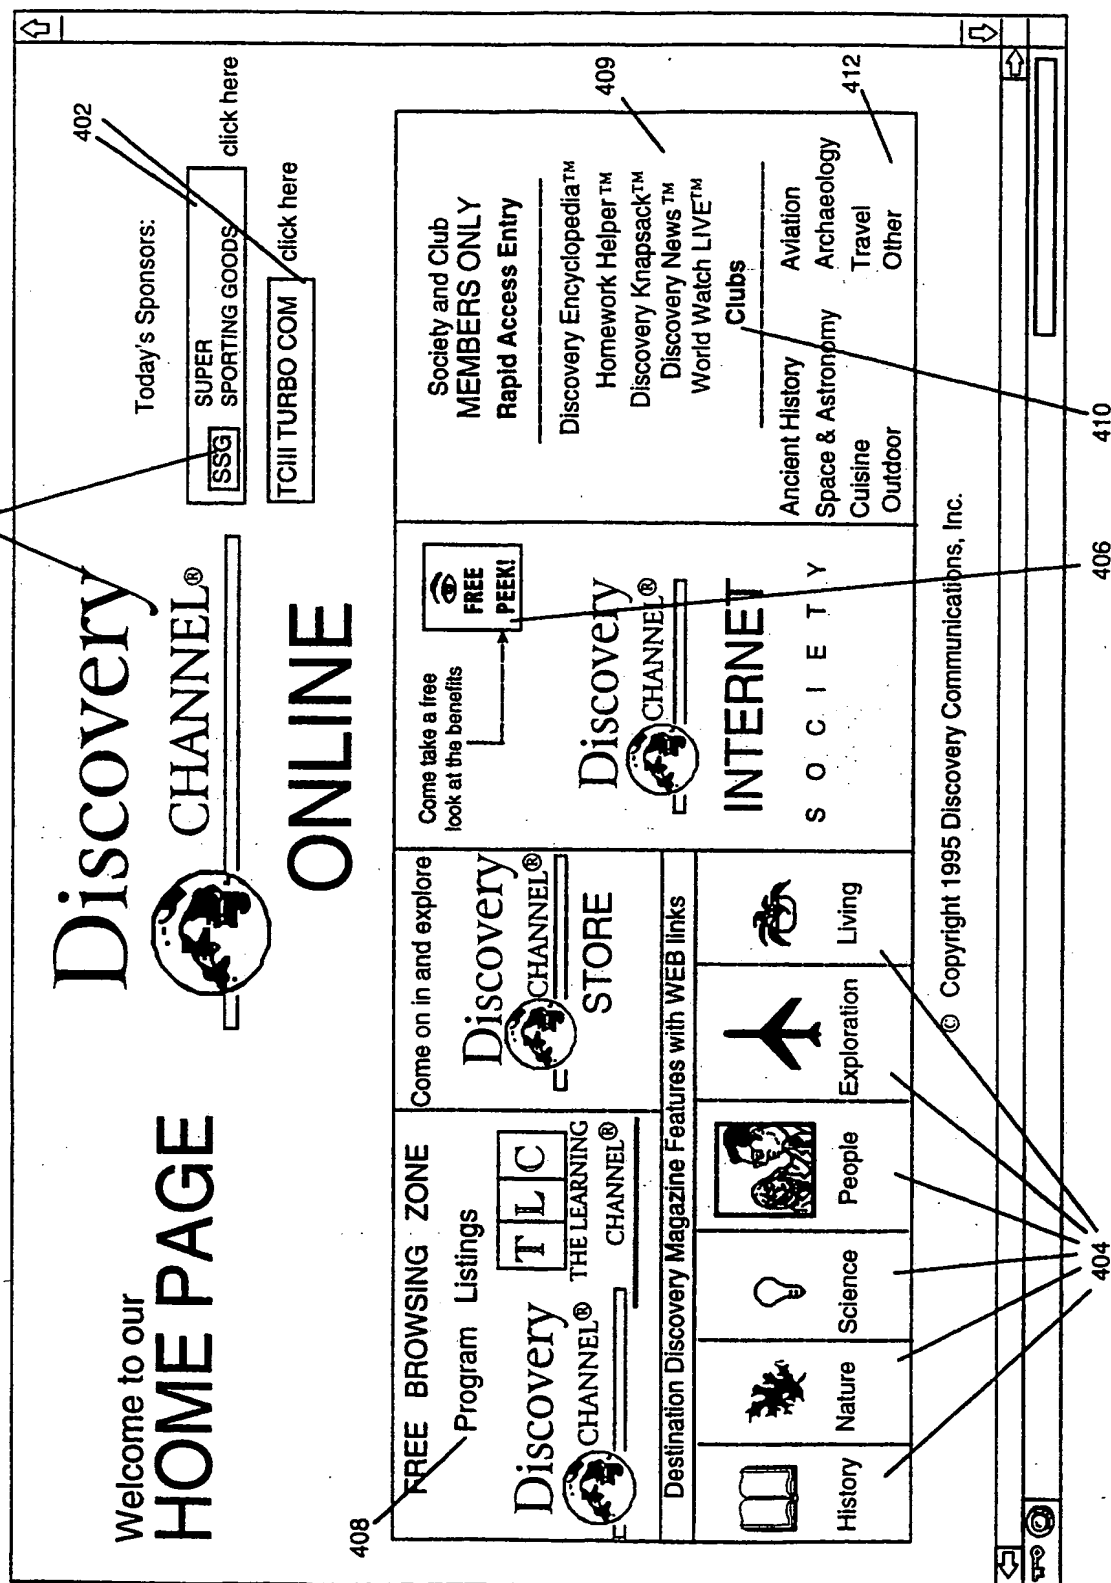 Welcome to our
HOME PAGE
Discovery
CHANNEL®
ONLINE
Today's Sponsors:
SSG
SUPER
SPORTING GOODS
click here
TCIII TURBO COM
click here
402
408
FREE BROWSING ZONE
Program Listings
Discovery
CHANNEL®
T L C
THE LEARNING
CHANNEL®
Come on in and explore
Discovery
CHANNEL®
STORE
Destination Discovery Magazine Features with WEB links
History
Nature
Science
People
Exploration
Living
404
Come take a free
look at the benefits
FREE
PEEK!
Discovery
CHANNEL®
INTERNET
SOCIETY
406
Society and Club
MEMBERS ONLY
Rapid Access Entry
Discovery Encyclopedia™
Homework Helper™
Discovery Knapsack™
Discovery News™
World Watch LIVE™
409
Clubs
410
Ancient History Aviation
Space & Astronomy Archaeology
Cuisine Travel
Outdoor Other
412
© Copyright 1995 Discovery Communications, Inc.